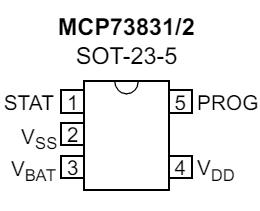 MCP73831/2
SOT-23-5
STAT 1 5 PROG
VSS 2
VBAT 3 4 VDD